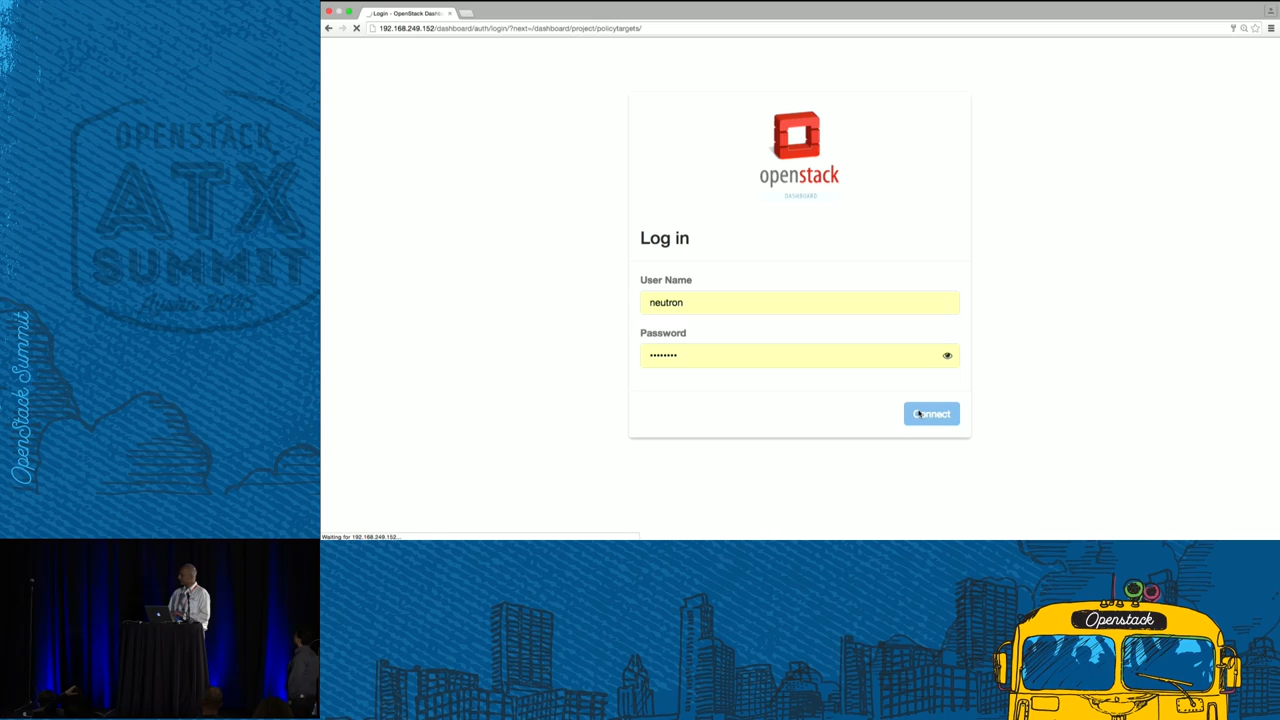 OPENSTACK
ATX
SUMMIT
OpenStack Summit
Login - OpenStack Dashb
192.168.249.152/dashboard/auth/login/?next=/dashboard/project/policytargets/
openstack
DASHBOARD
Log in
User Name
neutron
Password
••••••••
Connect
Waiting for 192.168.249.152...
Openstack